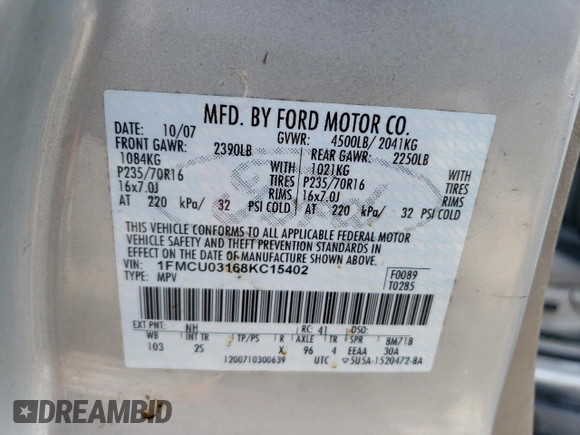 MFD. BY FORD MOTOR CO.
DATE: 10/07 GVWR: 4500LB/ 2041KG
FRONT GAWR: 2390LB REAR GAWR: 2250LB
1084KG WITH 1021KG WITH
P235/70R16 TIRES P235/70R16 TIRES
16x7.0J RIMS 16x7.0J RIMS
AT 220 kPa/ 32 PSI COLD AT 220 kPa/ 32 PSI COLD
THIS VEHICLE CONFORMS TO ALL APPLICABLE FEDERAL MOTOR
VEHICLE SAFETY AND THEFT PREVENTION STANDARDS IN
EFFECT ON THE DATE OF MANUFACTURE SHOWN ABOVE.
VIN: 1FMCU03168KC15402 F0089
TYPE: MPV T0285
EXT PNT: NH RC: 41 8M718
WB INT TR TP/PS R AXLE TR SPR
103 2S X 96 4 EEAA 30A
1200710300639 UTC 5U5A-1520472-BA
DREAMBID